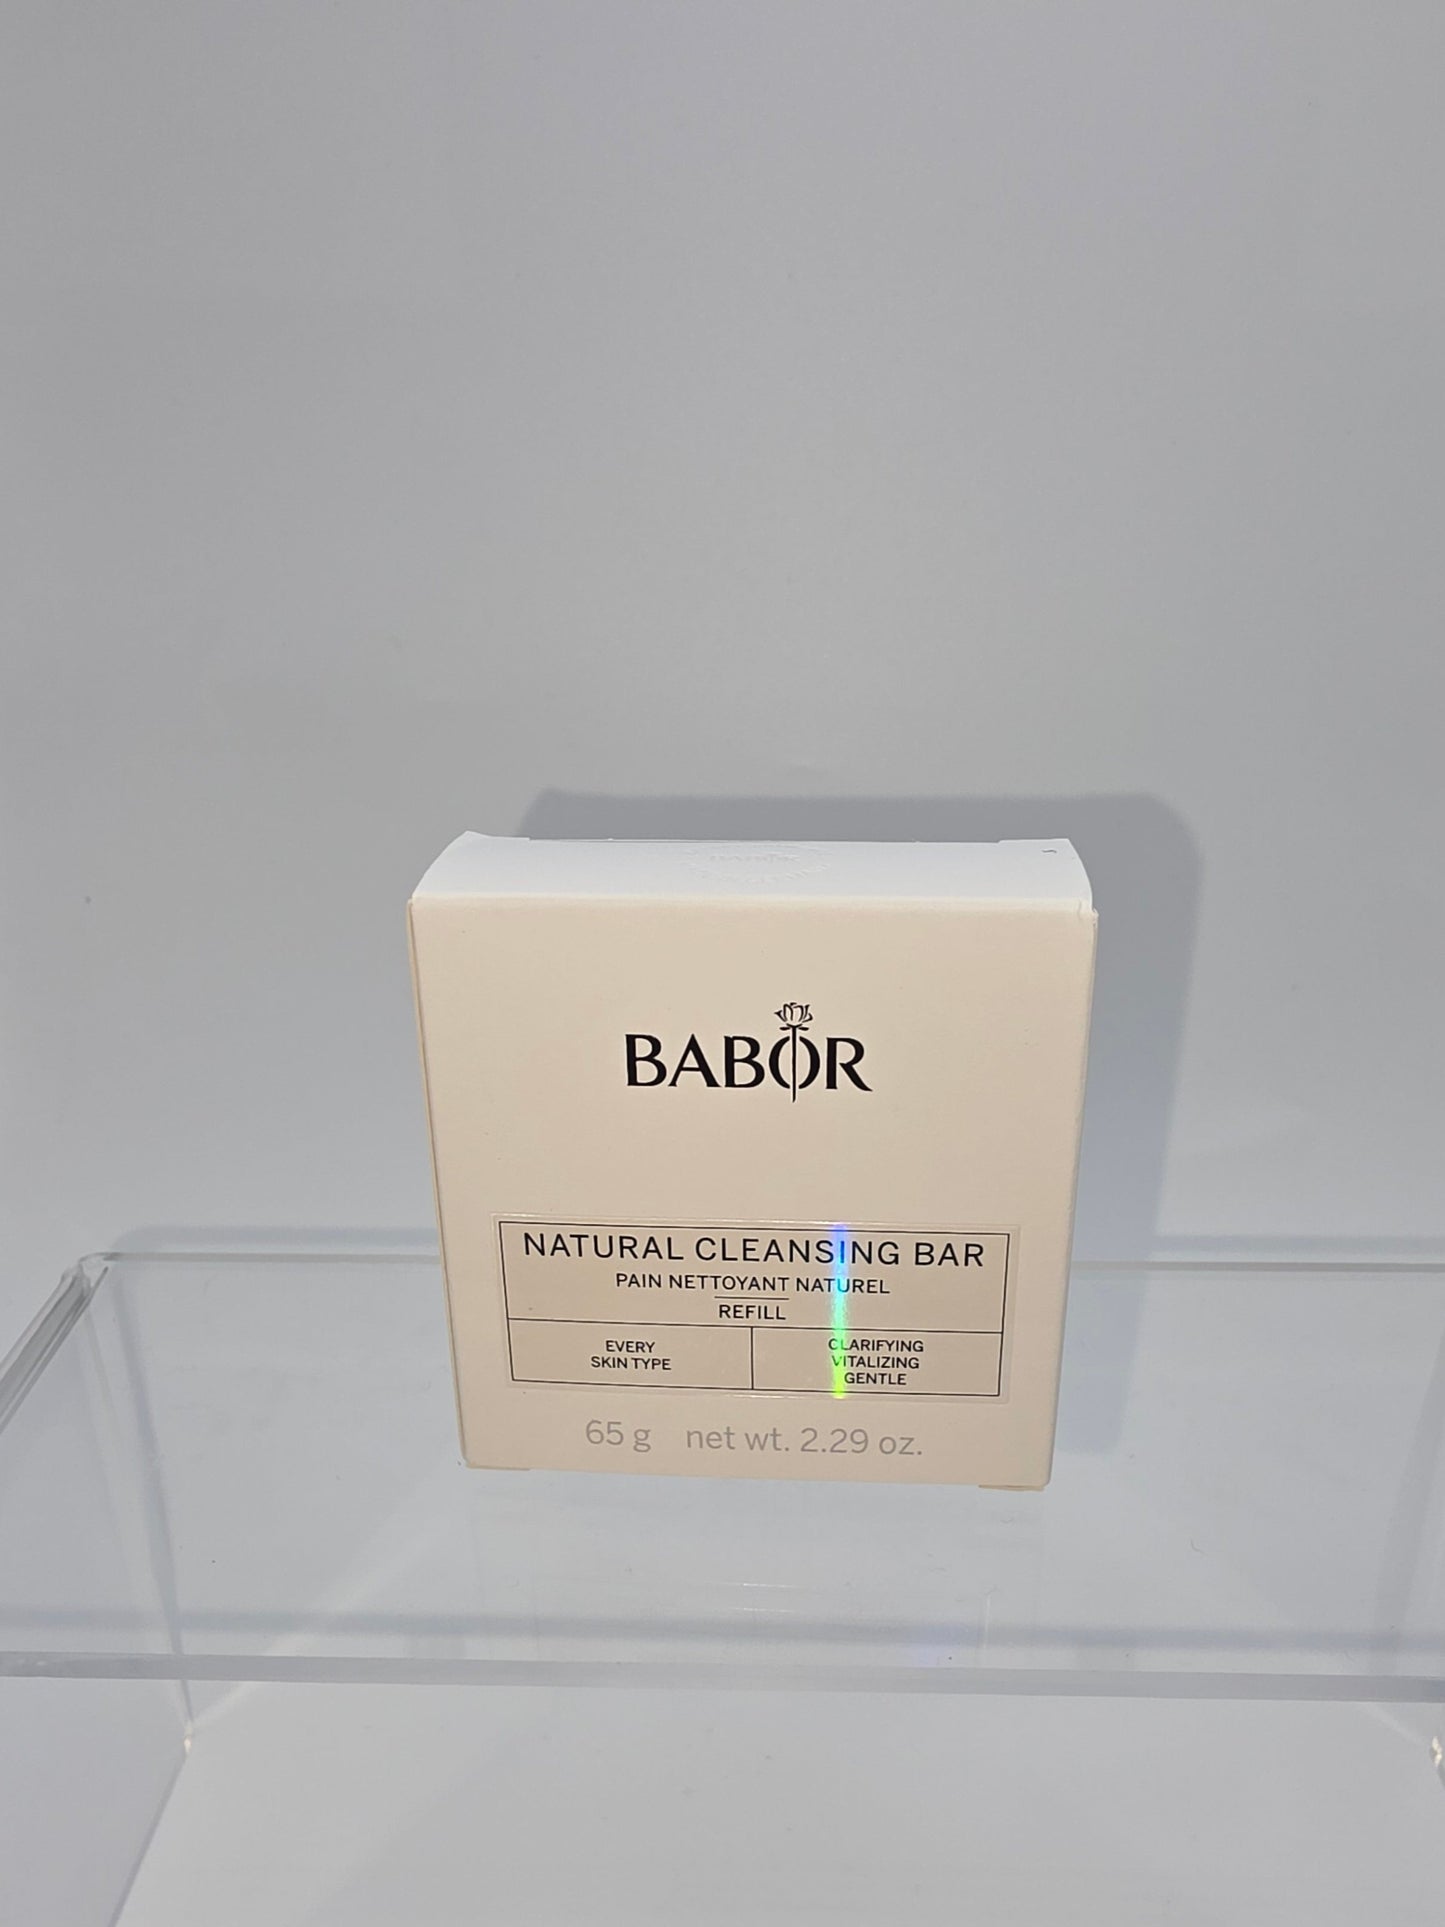 BABOR
BABOR
NATURAL CLEANSING BAR
PAIN NETTOYANT NATUREL
REFILL
EVERY
SKIN TYPE
CLARIFYING
VITALIZING
GENTLE
65 g net wt. 2.29 oz.